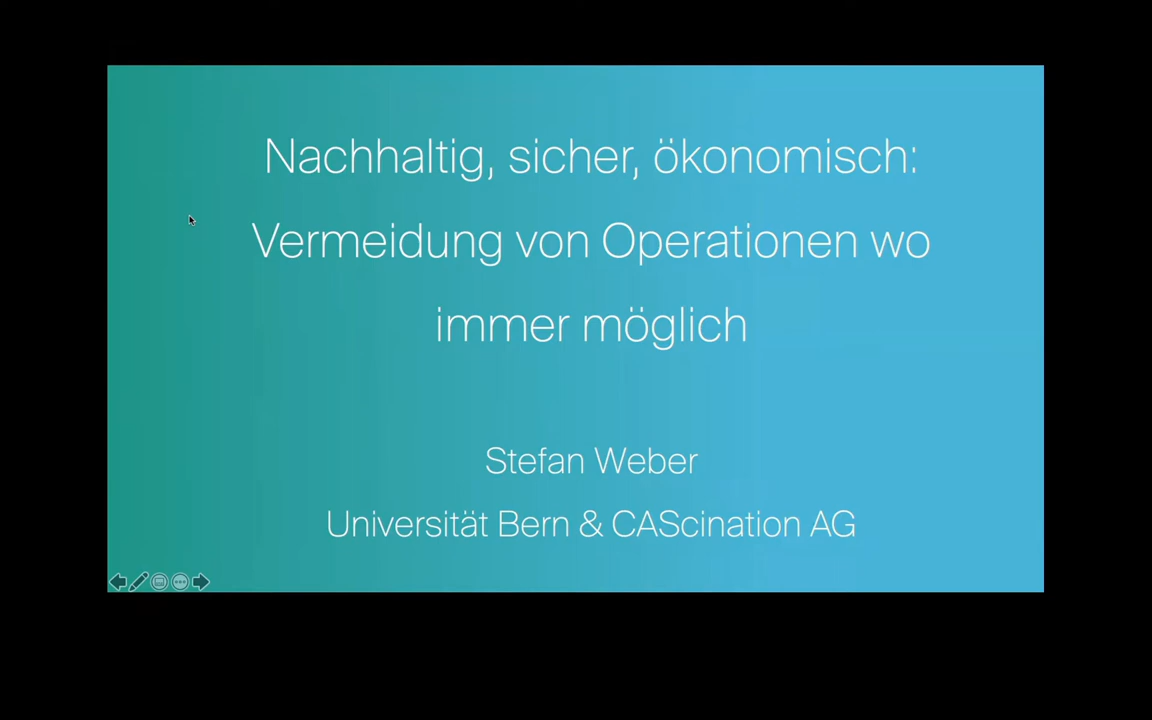 Nachhaltig, sicher, ökonomisch:
Vermeidung von Operationen wo
immer möglich
Stefan Weber
Universität Bern & CAScination AG